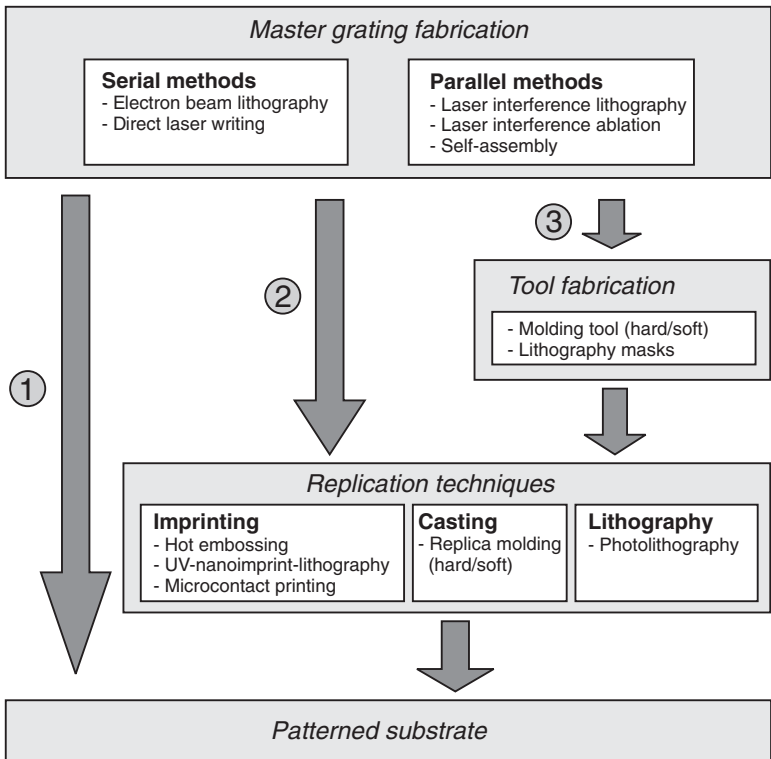 Master grating fabrication
Serial methods
- Electron beam lithography
- Direct laser writing
Parallel methods
- Laser interference lithography
- Laser interference ablation
- Self-assembly
1
2
3
Tool fabrication
- Molding tool (hard/soft)
- Lithography masks
Replication techniques
Imprinting
- Hot embossing
- UV-nanoimprint-lithography
- Microcontact printing
Casting
- Replica molding
(hard/soft)
Lithography
- Photolithography
Patterned substrate